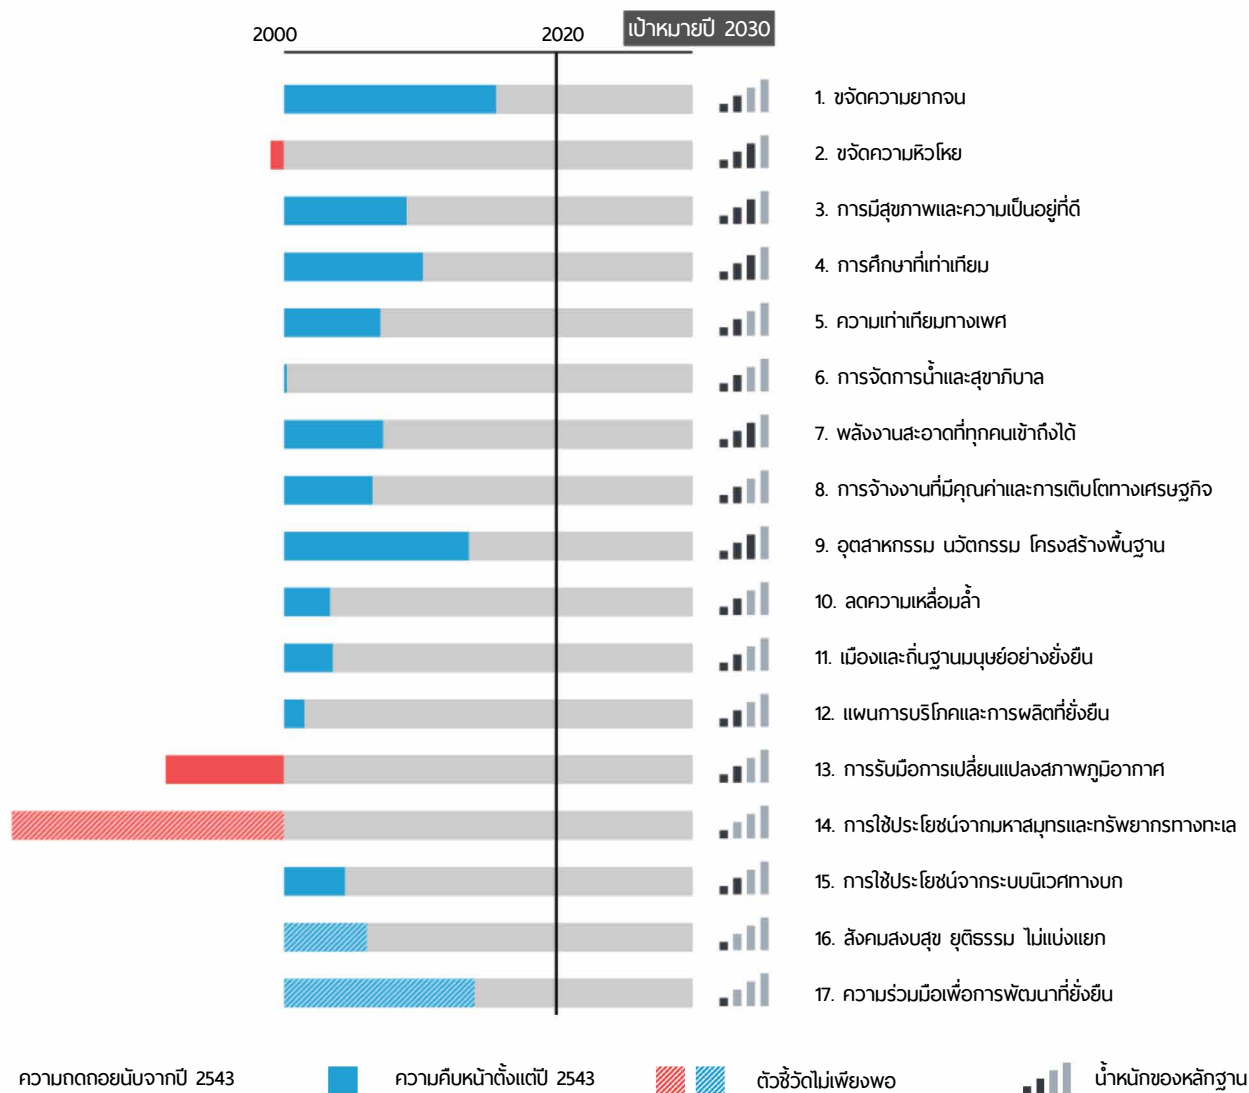 2000 2020 เป้าหมายปี 2030
1. ขจัดความยากจน
2. ขจัดความหิวโหย
3. การมีสุขภาพและความเป็นอยู่ที่ดี
4. การศึกษาที่เท่าเทียม
5. ความเท่าเทียมทางเพศ
6. การจัดการน้ำและสุขาภิบาล
7. พลังงานสะอาดที่ทุกคนเข้าถึงได้
8. การจ้างงานที่มีคุณค่าและการเติบโตทางเศรษฐกิจ
9. อุตสาหกรรม นวัตกรรม โครงสร้างพื้นฐาน
10. ลดความเหลื่อมล้ำ
11. เมืองและถิ่นฐานมนุษย์อย่างยั่งยืน
12. แผนการบริโภคและการผลิตที่ยั่งยืน
13. การรับมือการเปลี่ยนแปลงสภาพภูมิอากาศ
14. การใช้ประโยชน์จากมหาสมุทรและทรัพยากรทางทะเล
15. การใช้ประโยชน์จากระบบนิเวศทางบก
16. สังคมสงบสุข ยุติธรรม ไม่แบ่งแยก
17. ความร่วมมือเพื่อการพัฒนาที่ยั่งยืน
ความถดถอยนับจากปี 2543 ความคืบหน้าตั้งแต่ปี 2543 ตัวชี้วัดไม่เพียงพอ น้ำหนักของหลักฐาน